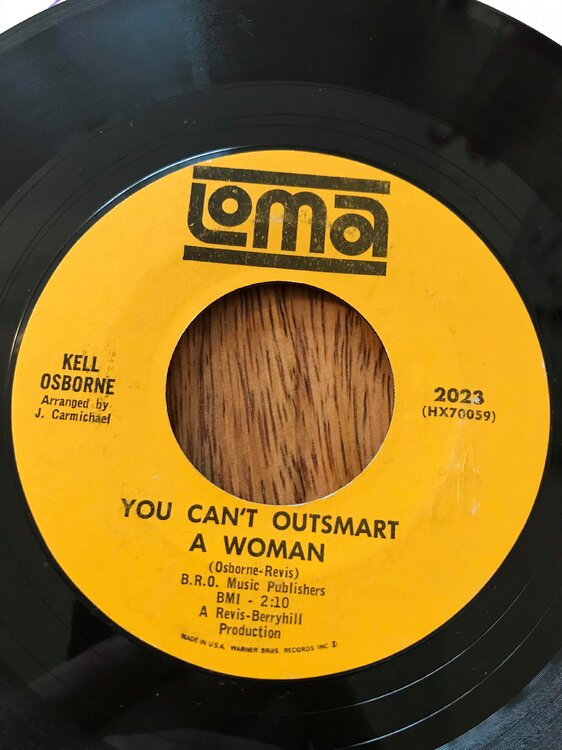 Loma
KELL
OSBORNE
Arranged by
J. Carmichael
2023
(HX70059)
YOU CAN'T OUTSMART
A WOMAN
(Osborne-Revis)
B.R.O. Music Publishers
BMI - 2:10
A Revis-Berryhill
Production
MADE IN U.S.A. WARNER BROS. RECORDS INC